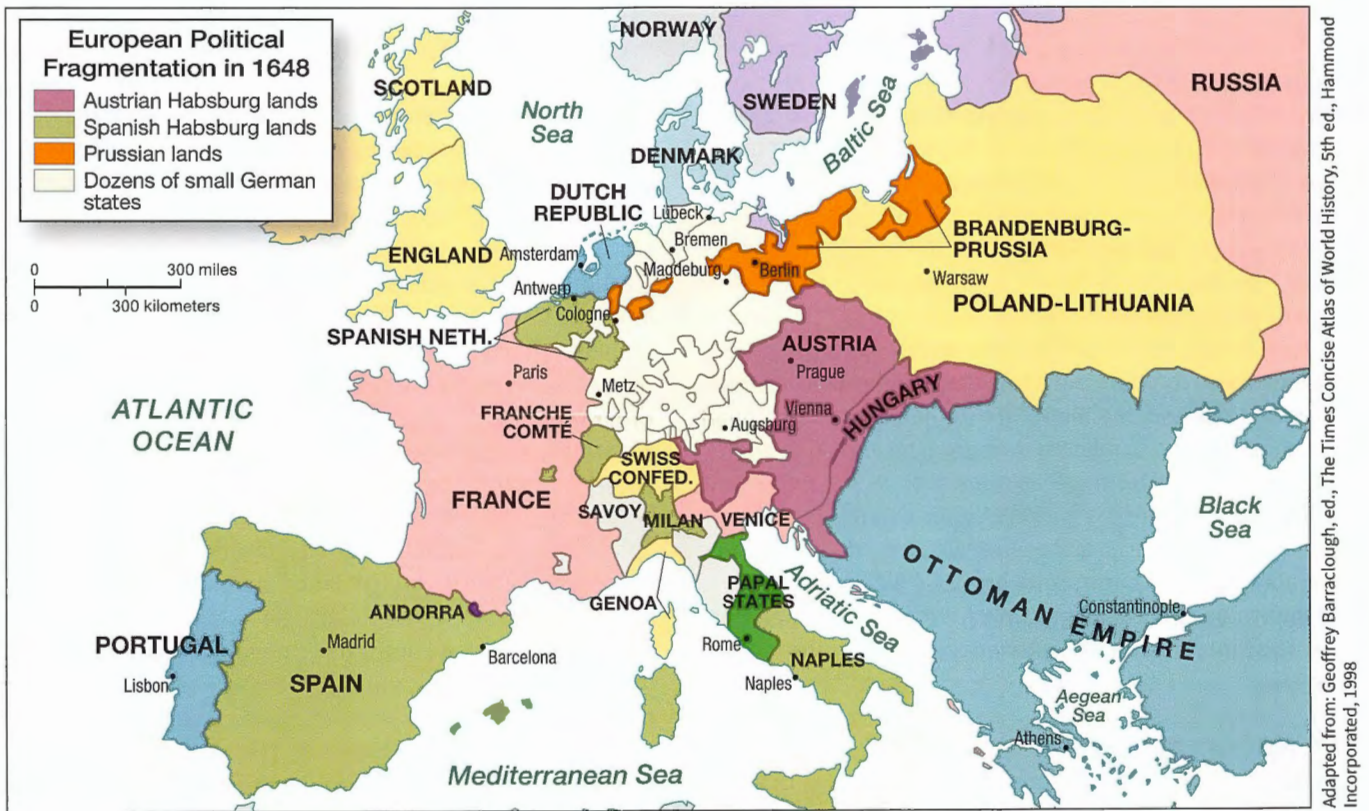 European Political
Fragmentation in 1648
Austrian Habsburg lands
Spanish Habsburg lands
Prussian lands
Dozens of small German
states
0
300 miles
0
300 kilometers
NORWAY
SCOTLAND
North
Sea
SWEDEN
Baltic Sea
RUSSIA
DENMARK
DUTCH
REPUBLIC
Lübeck
Bremen
ENGLAND
Amsterdam
Magdeburg
Berlin
BRANDENBURG-
PRUSSIA
Warsaw
Antwerp
Cologne
POLAND-LITHUANIA
SPANISH NETH.
AUSTRIA
Prague
Paris
Metz
HUNGARY
Vienna
ATLANTIC
OCEAN
FRANCHE
COMTÉ
Augsburg
SWISS
CONFED.
FRANCE
SAVOY
MILAN
VENICE
Black
Sea
OTTOMAN EMPIRE
PAPAL
STATES
Adriatic Sea
GENOA
ANDORRA
Constantinople
PORTUGAL
Madrid
Barcelona
Rome
NAPLES
Lisbon
SPAIN
Naples
Aegean
Sea
Athens
Mediterranean Sea
Adapted from: Geoffrey Barraclough, ed., The Times Concise Atlas of World History, 5th ed., Hammond
Incorporated, 1998